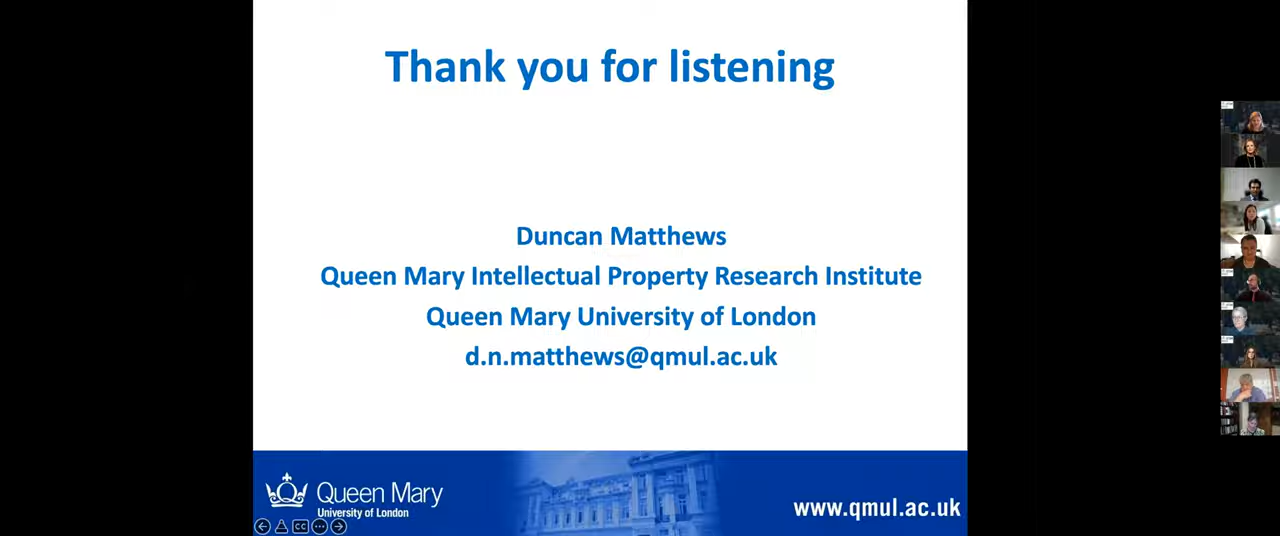 Thank you for listening
Duncan Matthews
Queen Mary Intellectual Property Research Institute
Queen Mary University of London
d.n.matthews@qmul.ac.uk
Queen Mary
University of London
www.qmul.ac.uk
CC